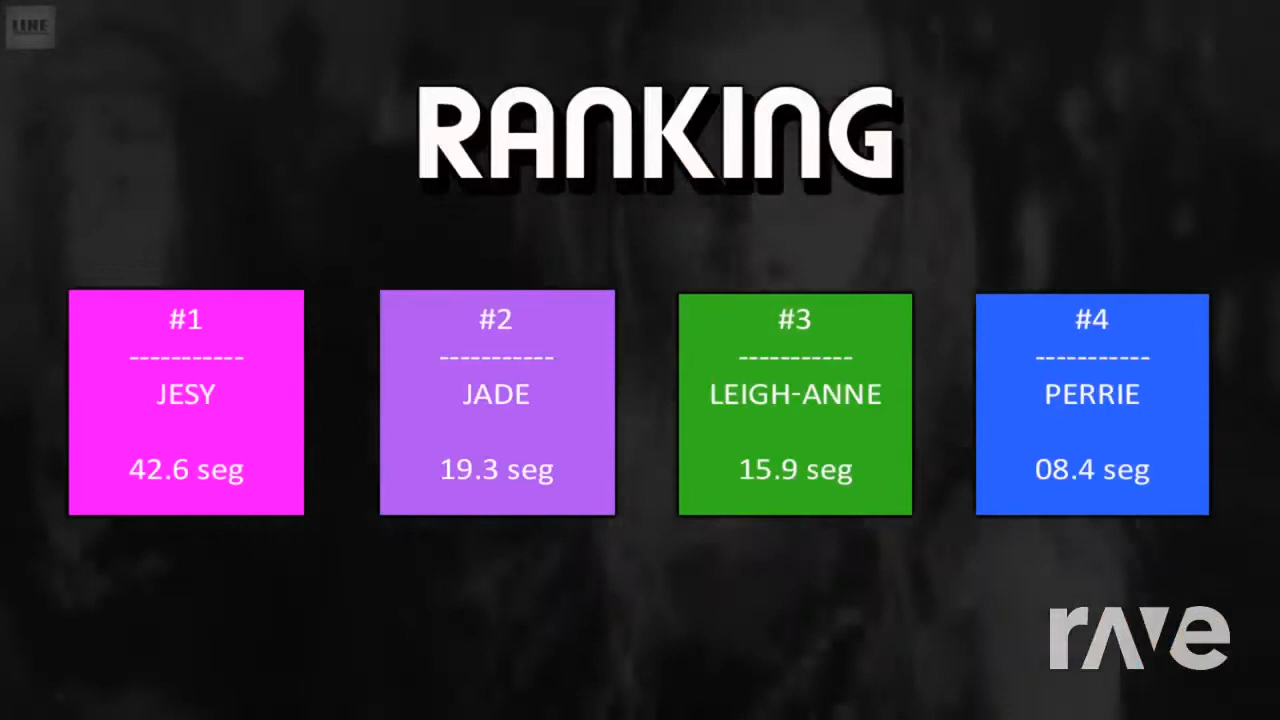 LINE
RANKING
#1
-----------
JESY
42.6 seg
#2
-----------
JADE
19.3 seg
#3
-----------
LEIGH-ANNE
15.9 seg
#4
-----------
PERRIE
08.4 seg
rave